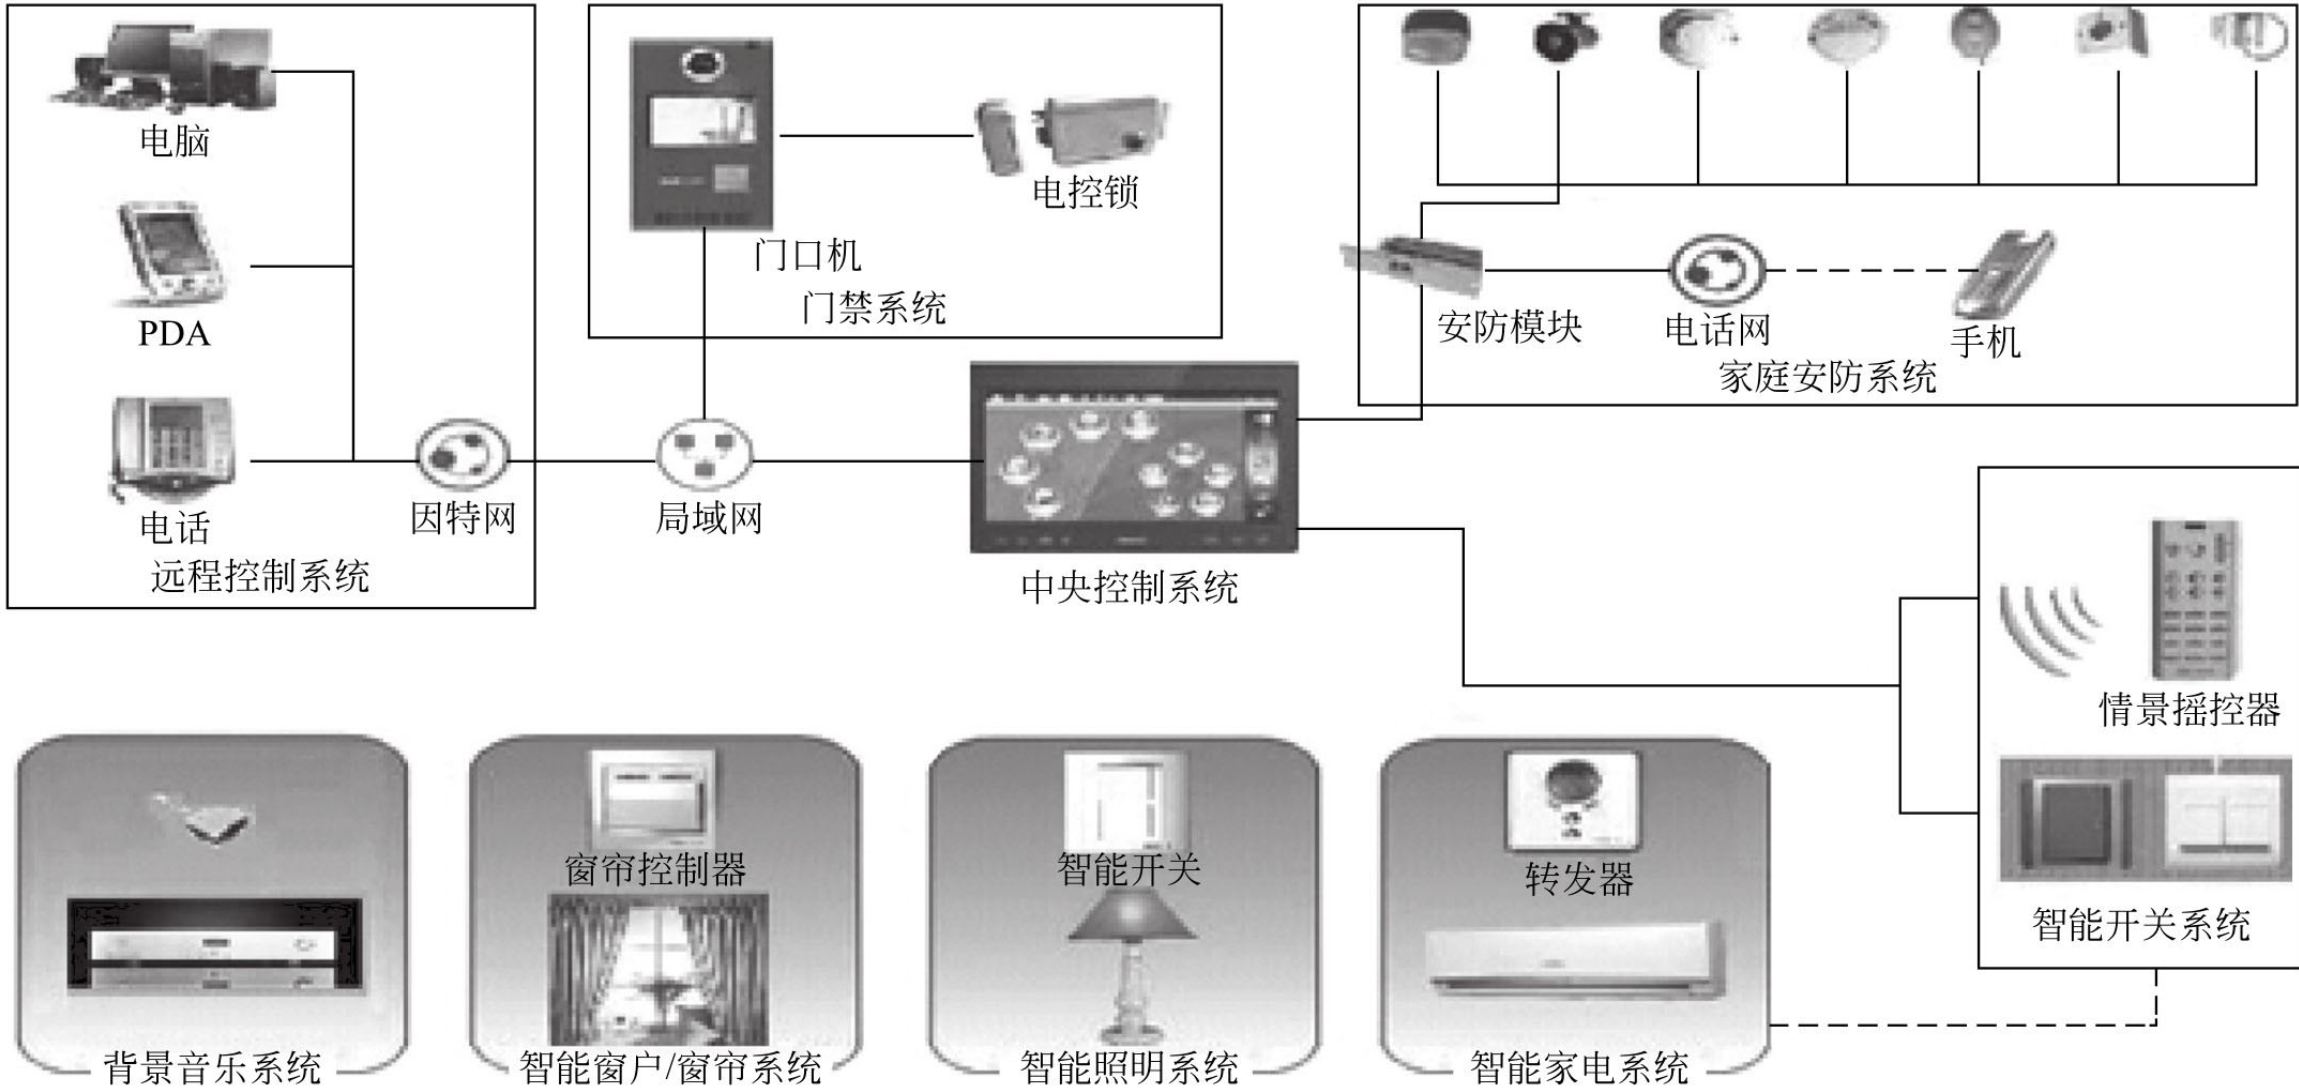 电脑
PDA
电话
远程控制系统
因特网
局域网
电控锁
门口机
门禁系统
中央控制系统
安防模块
电话网
手机
家庭安防系统
情景摇控器
智能开关系统
背景音乐系统
窗帘控制器
智能窗户/窗帘系统
智能开关
智能照明系统
转发器
智能家电系统